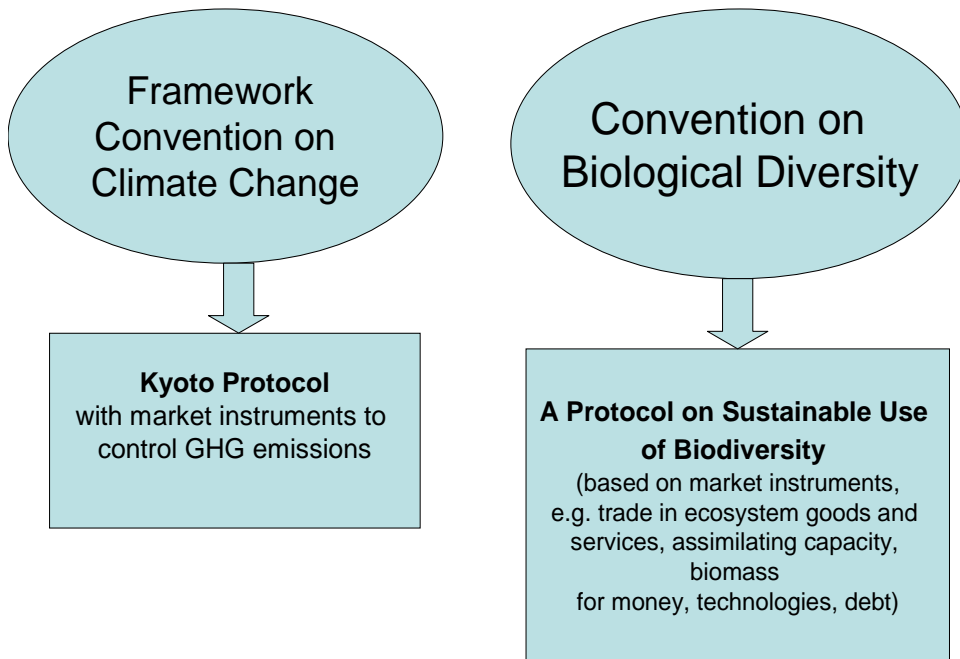 Framework
Convention on
Climate Change
Convention on
Biological Diversity
Kyoto Protocol
with market instruments to
control GHG emissions
A Protocol on Sustainable Use
of Biodiversity
(based on market instruments,
e.g. trade in ecosystem goods and
services, assimilating capacity,
biomass
for money, technologies, debt)